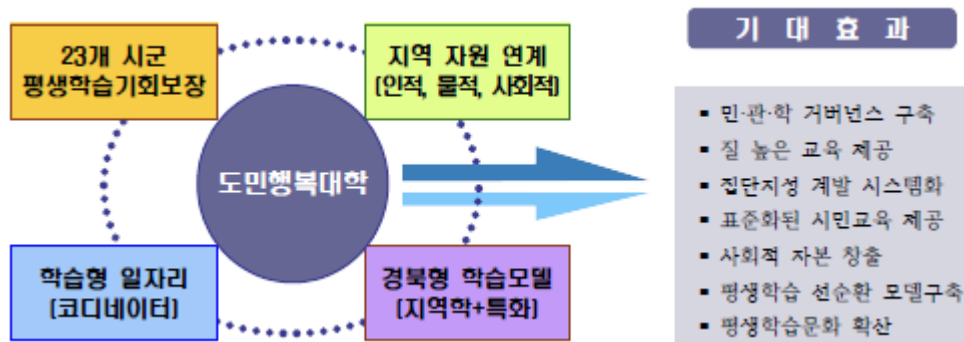 23개 시군
평생학습기회보장
지역 자원 연계
(인적, 물적, 사회적)
도민행복대학
학습형 일자리
(코디네이터)
경북형 학습모델
(지역학+특화)
기 대 효 과
▪ 민·관·학 거버넌스 구축
▪ 질 높은 교육 제공
▪ 집단지성 계발 시스템화
▪ 표준화된 시민교육 제공
▪ 사회적 자본 창출
▪ 평생학습 선순환 모델구축
▪ 평생학습문화 확산